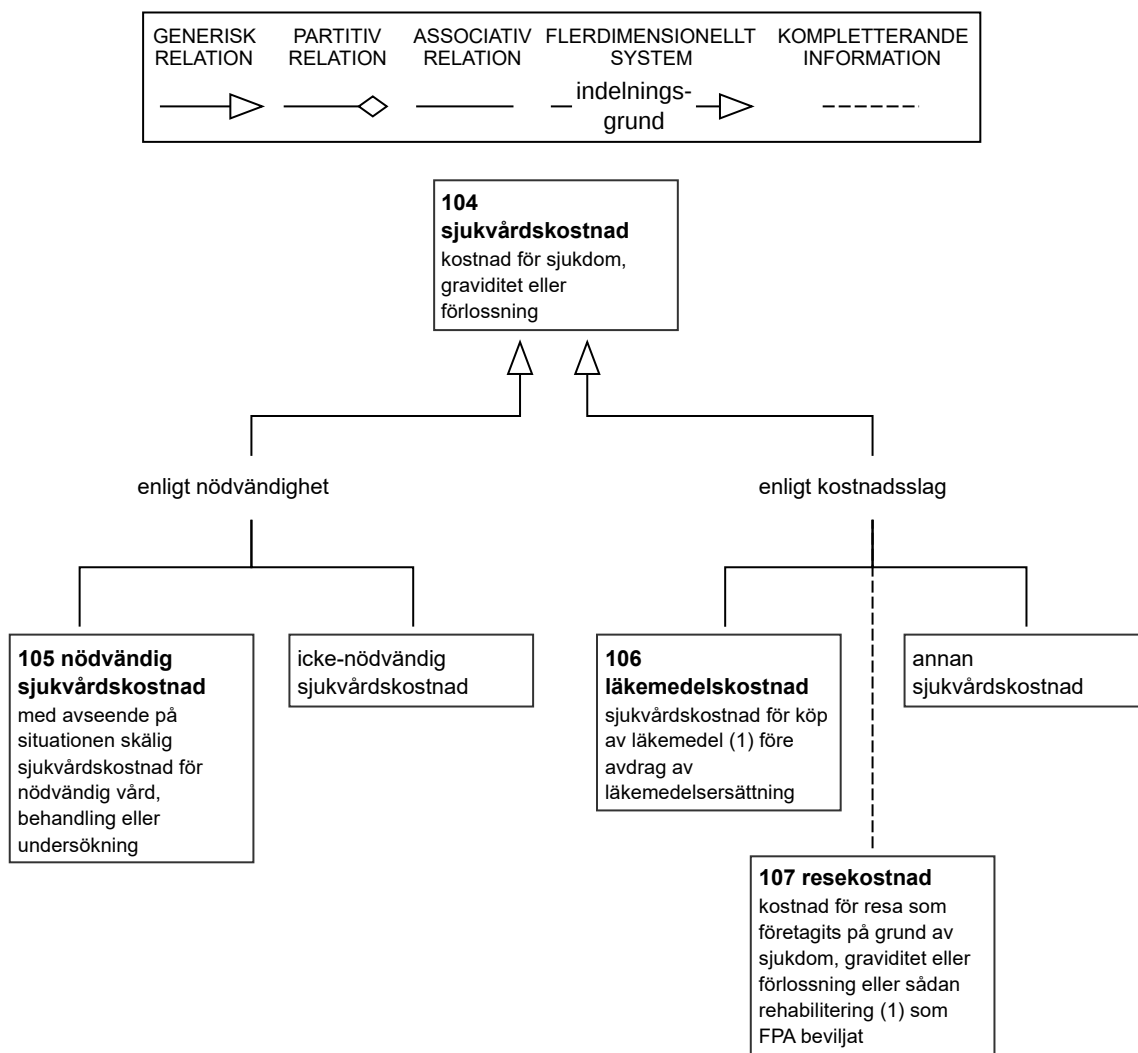 GENERISK
RELATION
PARTITIV
RELATION
ASSOCIATIV
RELATION
FLERDIMENSIONELLT
SYSTEM
KOMPLETTERANDE
INFORMATION
indelnings-
grund
104
sjukvårdskostnad
kostnad för sjukdom,
graviditet eller
förlossning
enligt nödvändighet
enligt kostnadsslag
105 nödvändig
sjukvårdskostnad
med avseende på
situationen skälig
sjukvårdskostnad för
nödvändig vård,
behandling eller
undersökning
icke-nödvändig
sjukvårdskostnad
106
läkemedelskostnad
sjukvårdskostnad för köp
av läkemedel (1) före
avdrag av
läkemedelsersättning
annan
sjukvårdskostnad
107 resekostnad
kostnad för resa som
företagits på grund av
sjukdom, graviditet eller
förlossning eller sådan
rehabilitering (1) som
FPA beviljat